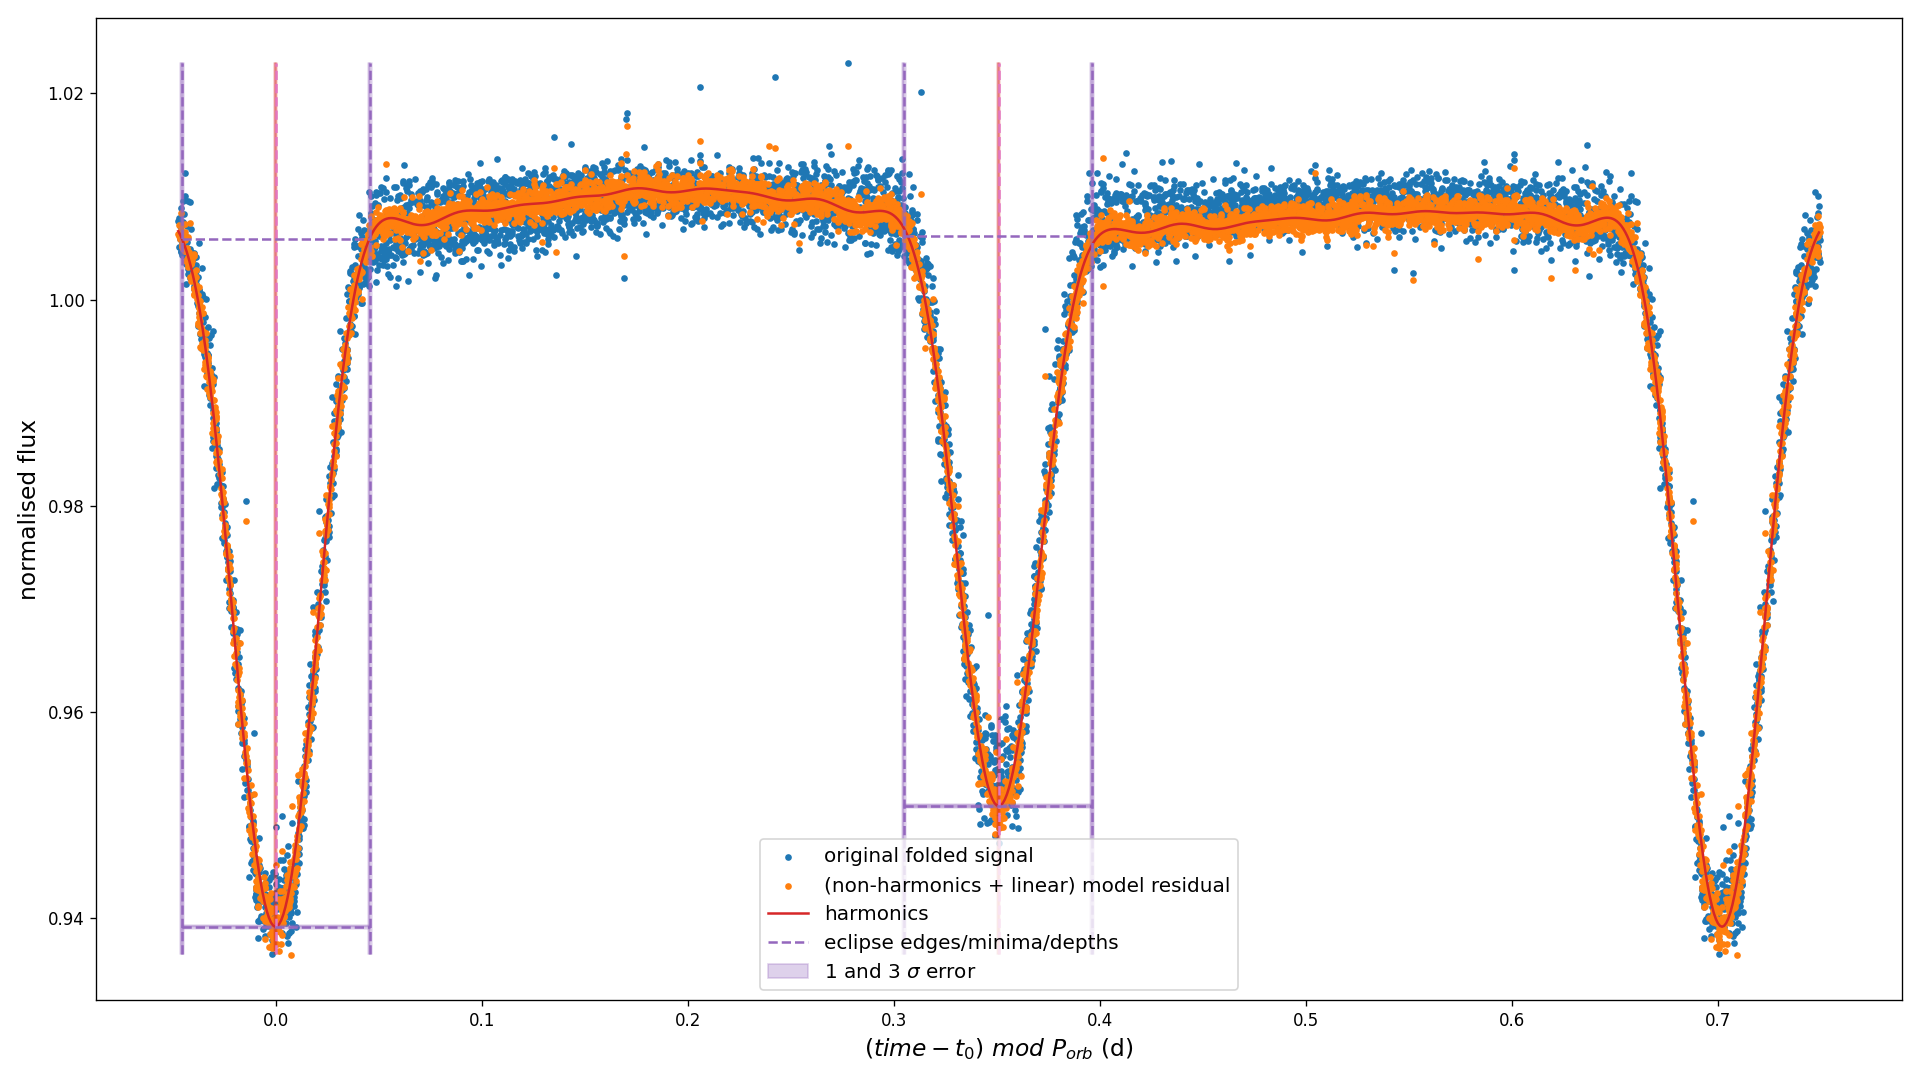 normalised flux
1.02
1.00
0.98
0.96
0.94
original folded signal
(non-harmonics + linear) model residual
harmonics
eclipse edges/minima/depths
1 and 3 σ error
0.0 0.1 0.2 0.3 0.4 0.5 0.6 0.7
(time − t₀) mod Pₒᵣb (d)